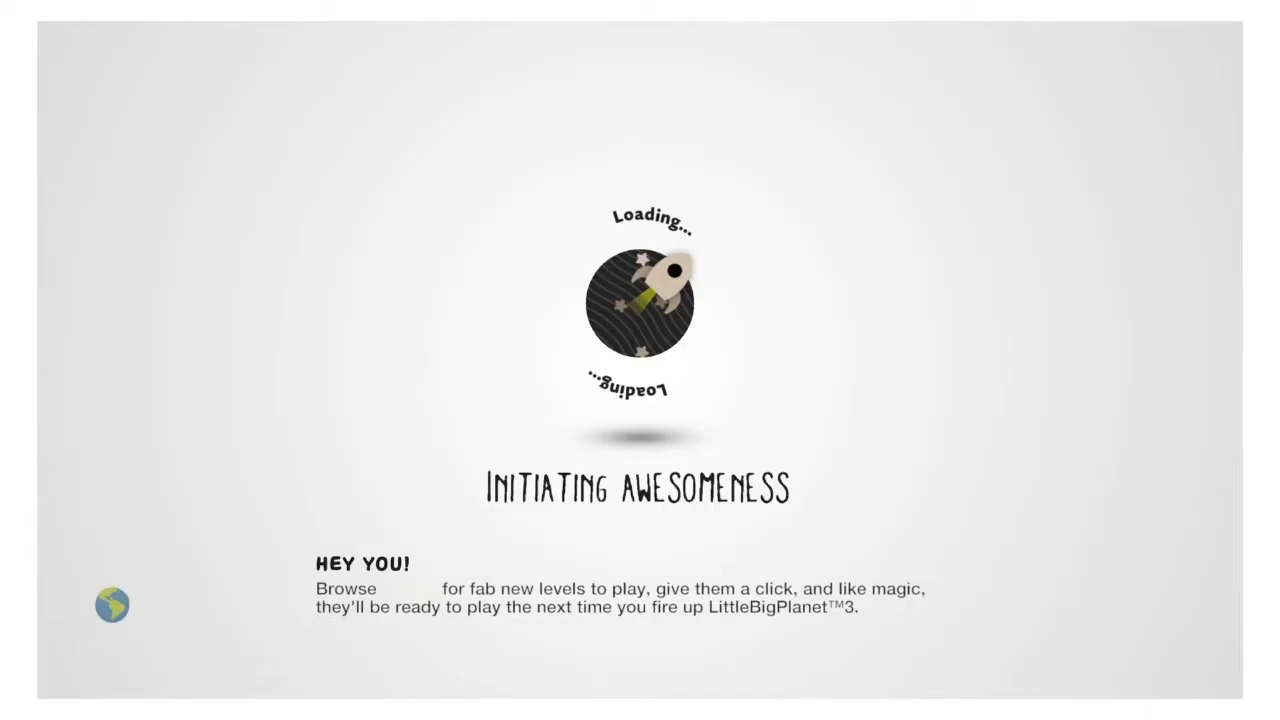 Loading...
Loading...
INITIATING AWESOMENESS
HEY YOU!
Browse for fab new levels to play, give them a click, and like magic,
they'll be ready to play the next time you fire up LittleBigPlanet™3.